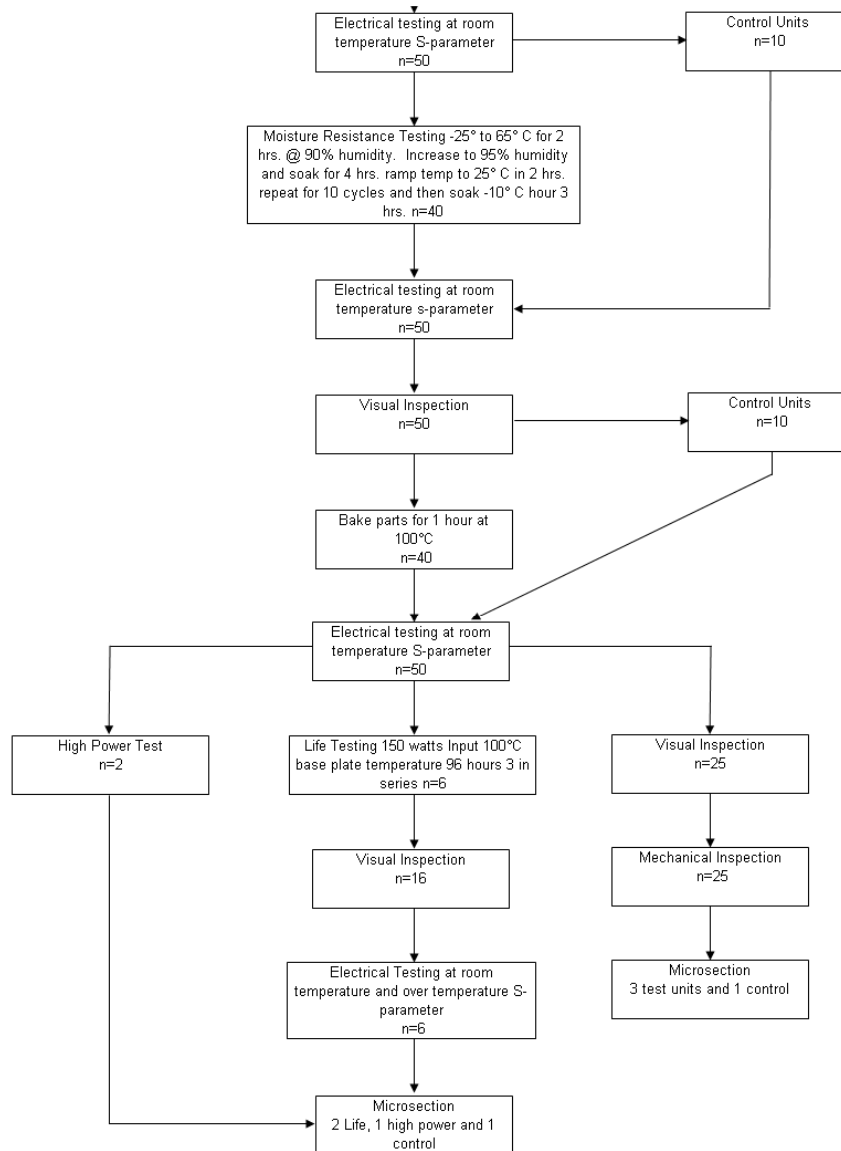 Electrical testing at room
temperature S-parameter
n=50
Control Units
n=10
Moisture Resistance Testing -25° to 65° C for 2
hrs. @ 90% humidity. Increase to 95% humidity
and soak for 4 hrs. ramp temp to 25° C in 2 hrs.
repeat for 10 cycles and then soak -10° C hour 3
hrs. n=40
Electrical testing at room
temperature s-parameter
n=50
Visual Inspection
n=50
Control Units
n=10
Bake parts for 1 hour at
100°C
n=40
Electrical testing at room
temperature S-parameter
n=50
High Power Test
n=2
Life Testing 150 watts Input 100°C
base plate temperature 96 hours 3 in
series n=6
Visual Inspection
n=25
Visual Inspection
n=16
Mechanical Inspection
n=25
Electrical Testing at room
temperature and over temperature S-
parameter
n=6
Microsection
3 test units and 1 control
Microsection
2 Life, 1 high power and 1
control